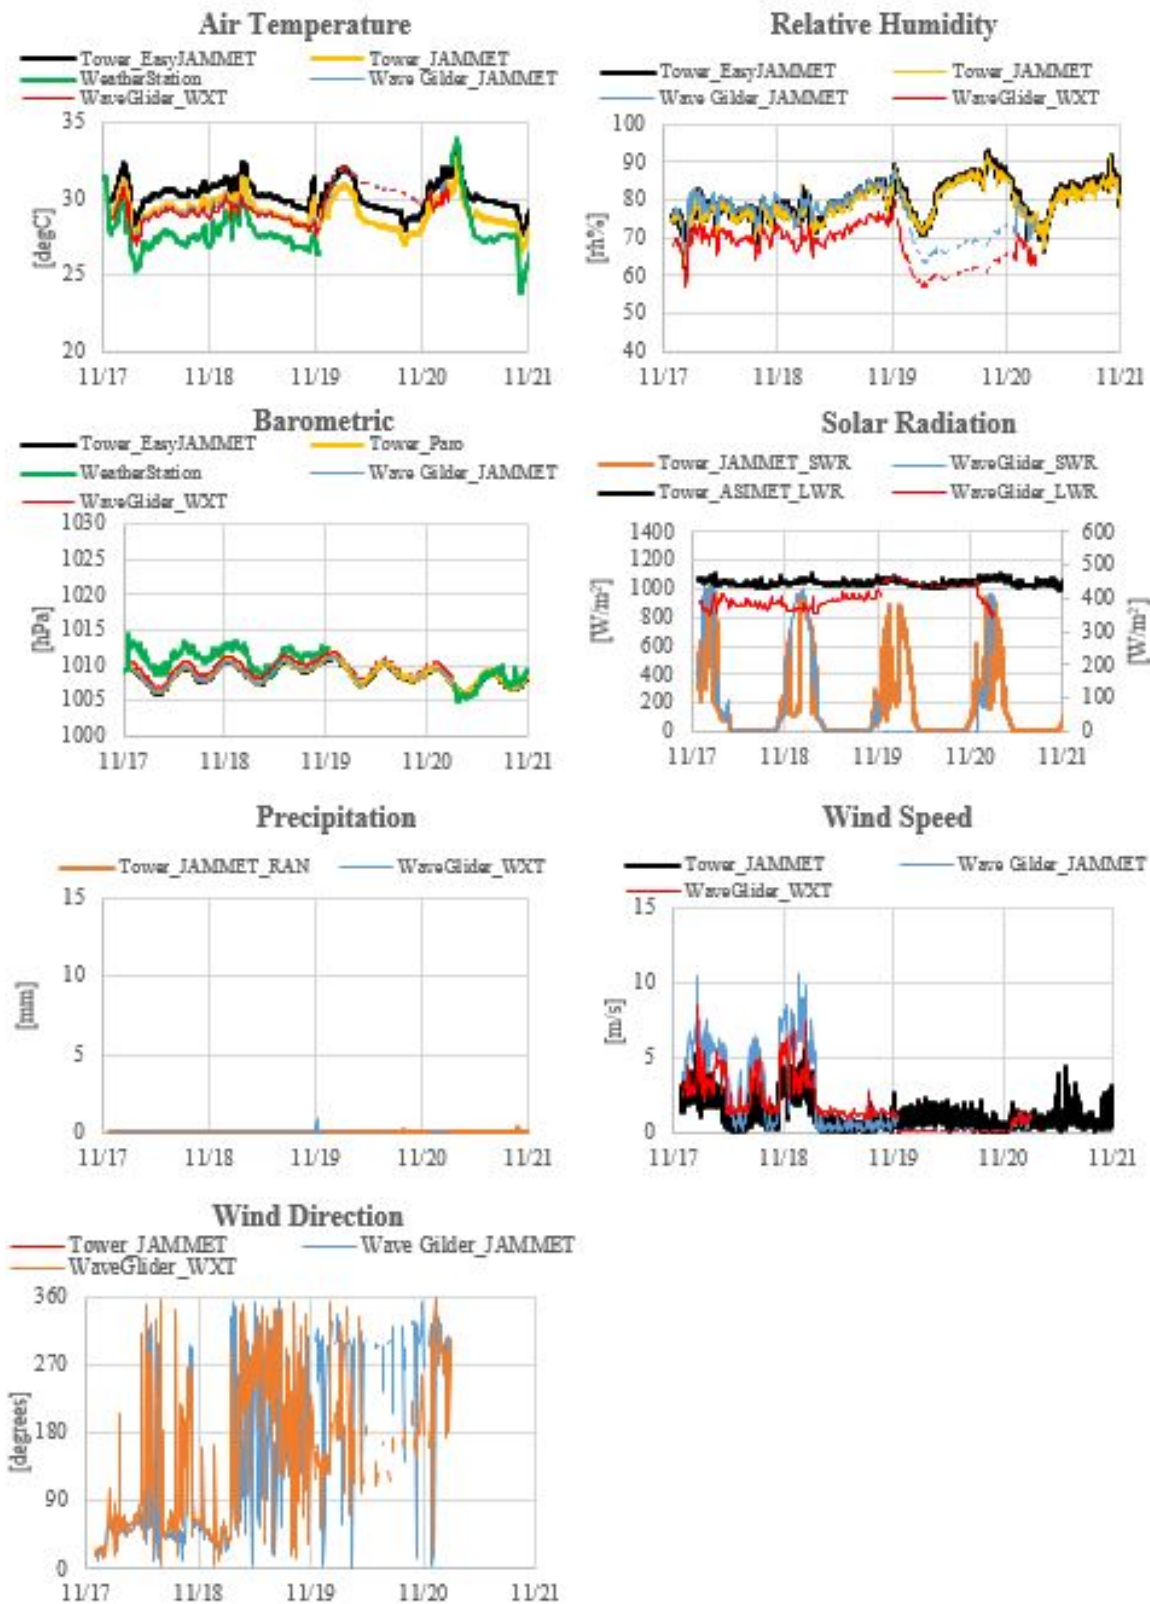 Air Temperature
Tower_EasyJAMMET Tower_JAMMET
WeatherStation Wave Gilder_JAMMET
WaveGlider_WXT
[degC]
35
30
25
20
11/17 11/18 11/19 11/20 11/21
Relative Humidity
Tower_EasyJAMMET Tower_JAMMET
Wave Gilder_JAMMET WaveGlider_WXT
[rh%]
100
90
80
70
60
50
40
11/17 11/18 11/19 11/20 11/21
Barometric
Tower_EasyJAMMET Tower_Paro
WeatherStation Wave Gilder_JAMMET
WaveGlider_WXT
[hPa]
1030
1025
1020
1015
1010
1005
1000
11/17 11/18 11/19 11/20 11/21
Solar Radiation
Tower_JAMMET_SWR WaveGlider_SWR
Tower_ASIMET_LWR WaveGlider_LWR
[W/m²]
1400
1200
1000
800
600
400
200
0
600
500
400
300
200
100
0
[W/m²]
11/17 11/18 11/19 11/20 11/21
Precipitation
Tower_JAMMET_RAN WaveGlider_WXT
[mm]
15
10
5
0
11/17 11/18 11/19 11/20 11/21
Wind Speed
Tower_JAMMET Wave Gilder_JAMMET
WaveGlider_WXT
[m/s]
15
10
5
0
11/17 11/18 11/19 11/20 11/21
Wind Direction
Tower_JAMMET Wave Gilder_JAMMET
WaveGlider_WXT
[degrees]
360
270
180
90
0
11/17 11/18 11/19 11/20 11/21